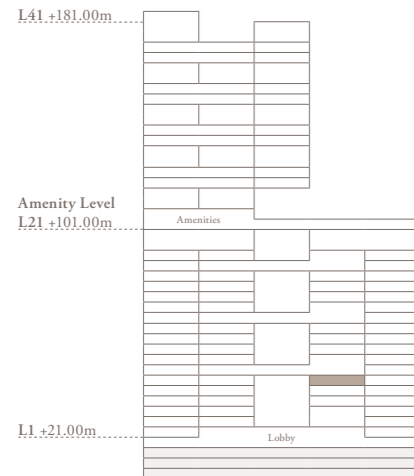 L41 +181.00m
Amenity Level
L21 +101.00m
Amenities
L1 +21.00m
Lobby